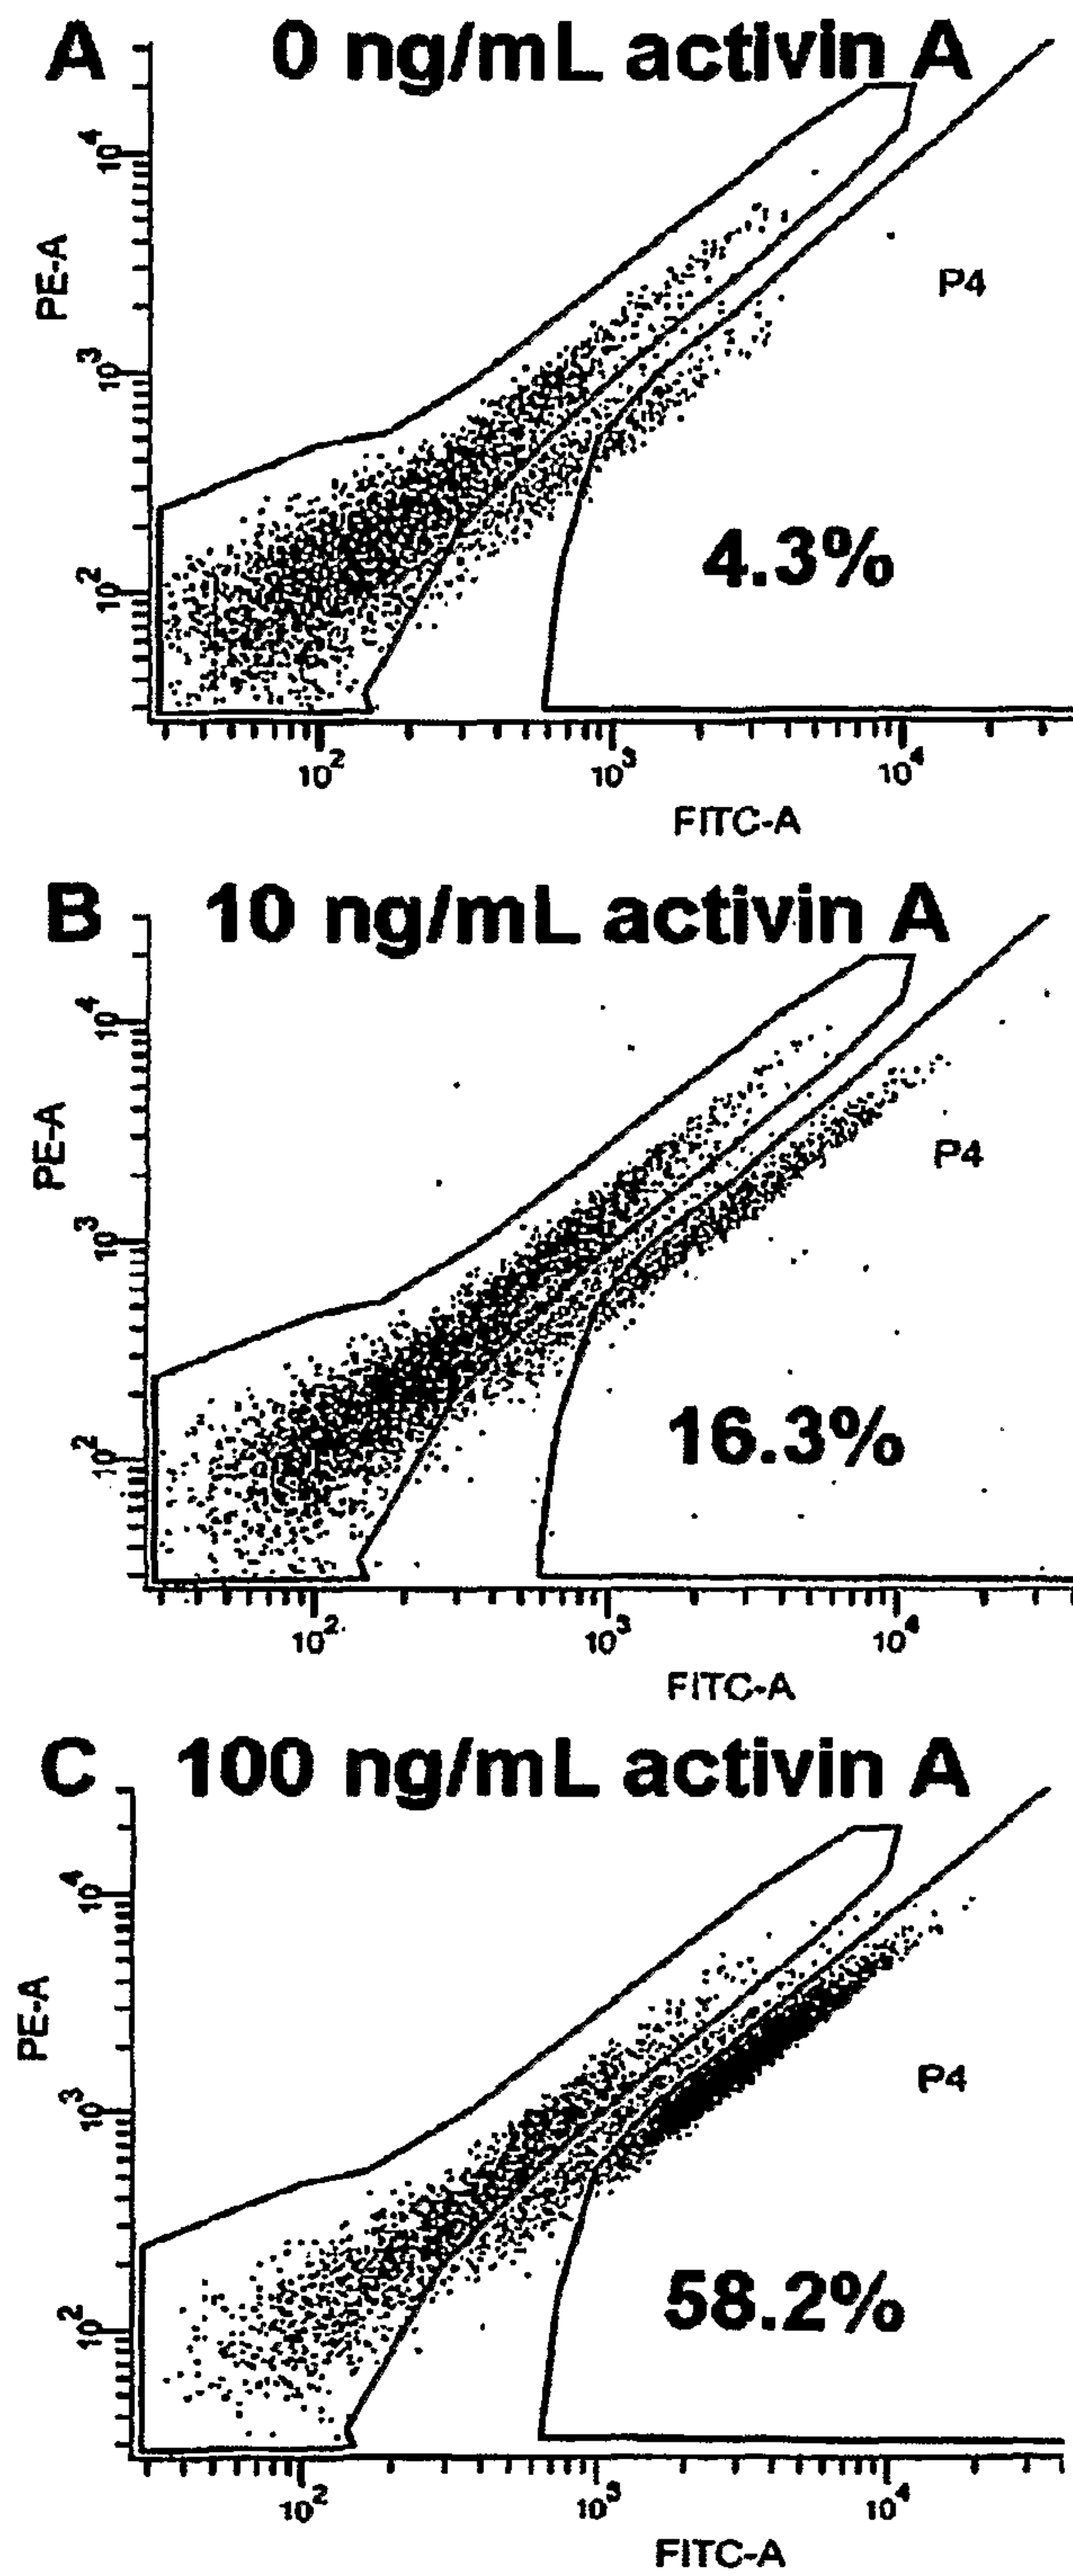 A 0 ng/mL activin A
10⁴
PE-A
10³
10²
P4
4.3%
10² 10³ 10⁴
FITC-A
B 10 ng/mL activin A
10⁴
PE-A
10³
10²
P4
16.3%
10² 10³ 10⁴
FITC-A
C 100 ng/mL activin A
10⁴
PE-A
10³
10²
P4
58.2%
10² 10³ 10⁴
FITC-A